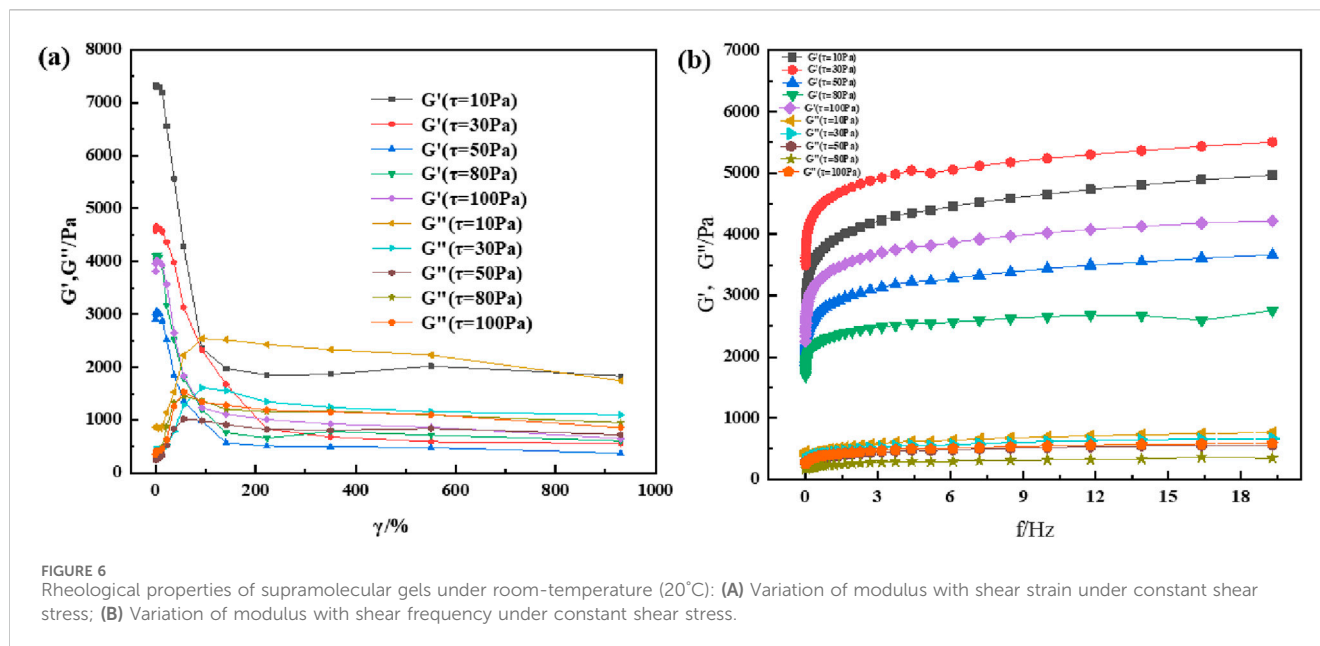 (a)
8000
7000
6000
5000
4000
3000
2000
1000
0
G',G''/Pa
G'(τ=10Pa)
G'(τ=30Pa)
G'(τ=50Pa)
G'(τ=80Pa)
G'(τ=100Pa)
G''(τ=10Pa)
G''(τ=30Pa)
G''(τ=50Pa)
G''(τ=80Pa)
G''(τ=100Pa)
0 200 400 600 800 1000
γ/%
(b)
7000
6000
5000
4000
3000
2000
1000
0
G', G''/Pa
G'(τ=10Pa)
G'(τ=30Pa)
G'(τ=50Pa)
G'(τ=80Pa)
G'(τ=100Pa)
G''(τ=10Pa)
G''(τ=30Pa)
G''(τ=50Pa)
G''(τ=80Pa)
G''(τ=100Pa)
0 3 6 9 12 15 18
f/Hz
FIGURE 6
Rheological properties of supramolecular gels under room-temperature (20°C): (A) Variation of modulus with shear strain under constant shear
stress; (B) Variation of modulus with shear frequency under constant shear stress.